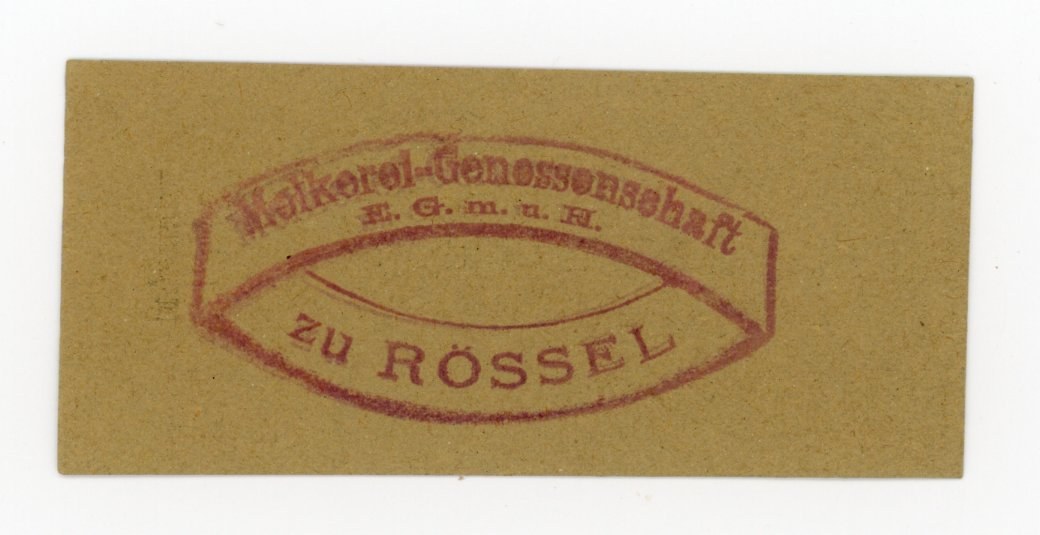 Molkerei-Genossenschaft
E. G. m. u. H.
zu RÖSSEL